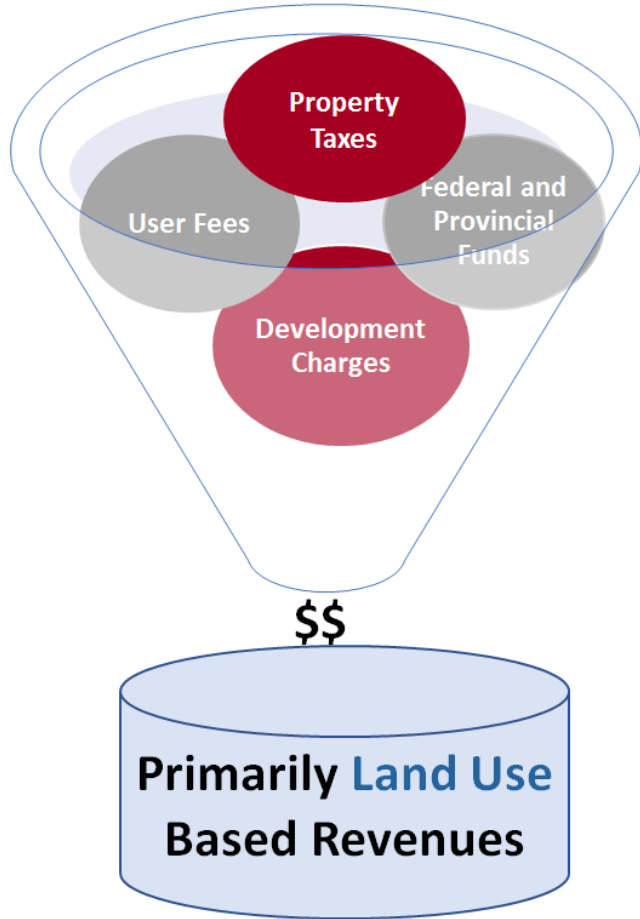 Property
Taxes
User Fees
Federal and
Provincial
Funds
Development
Charges
$$
Primarily Land Use
Based Revenues